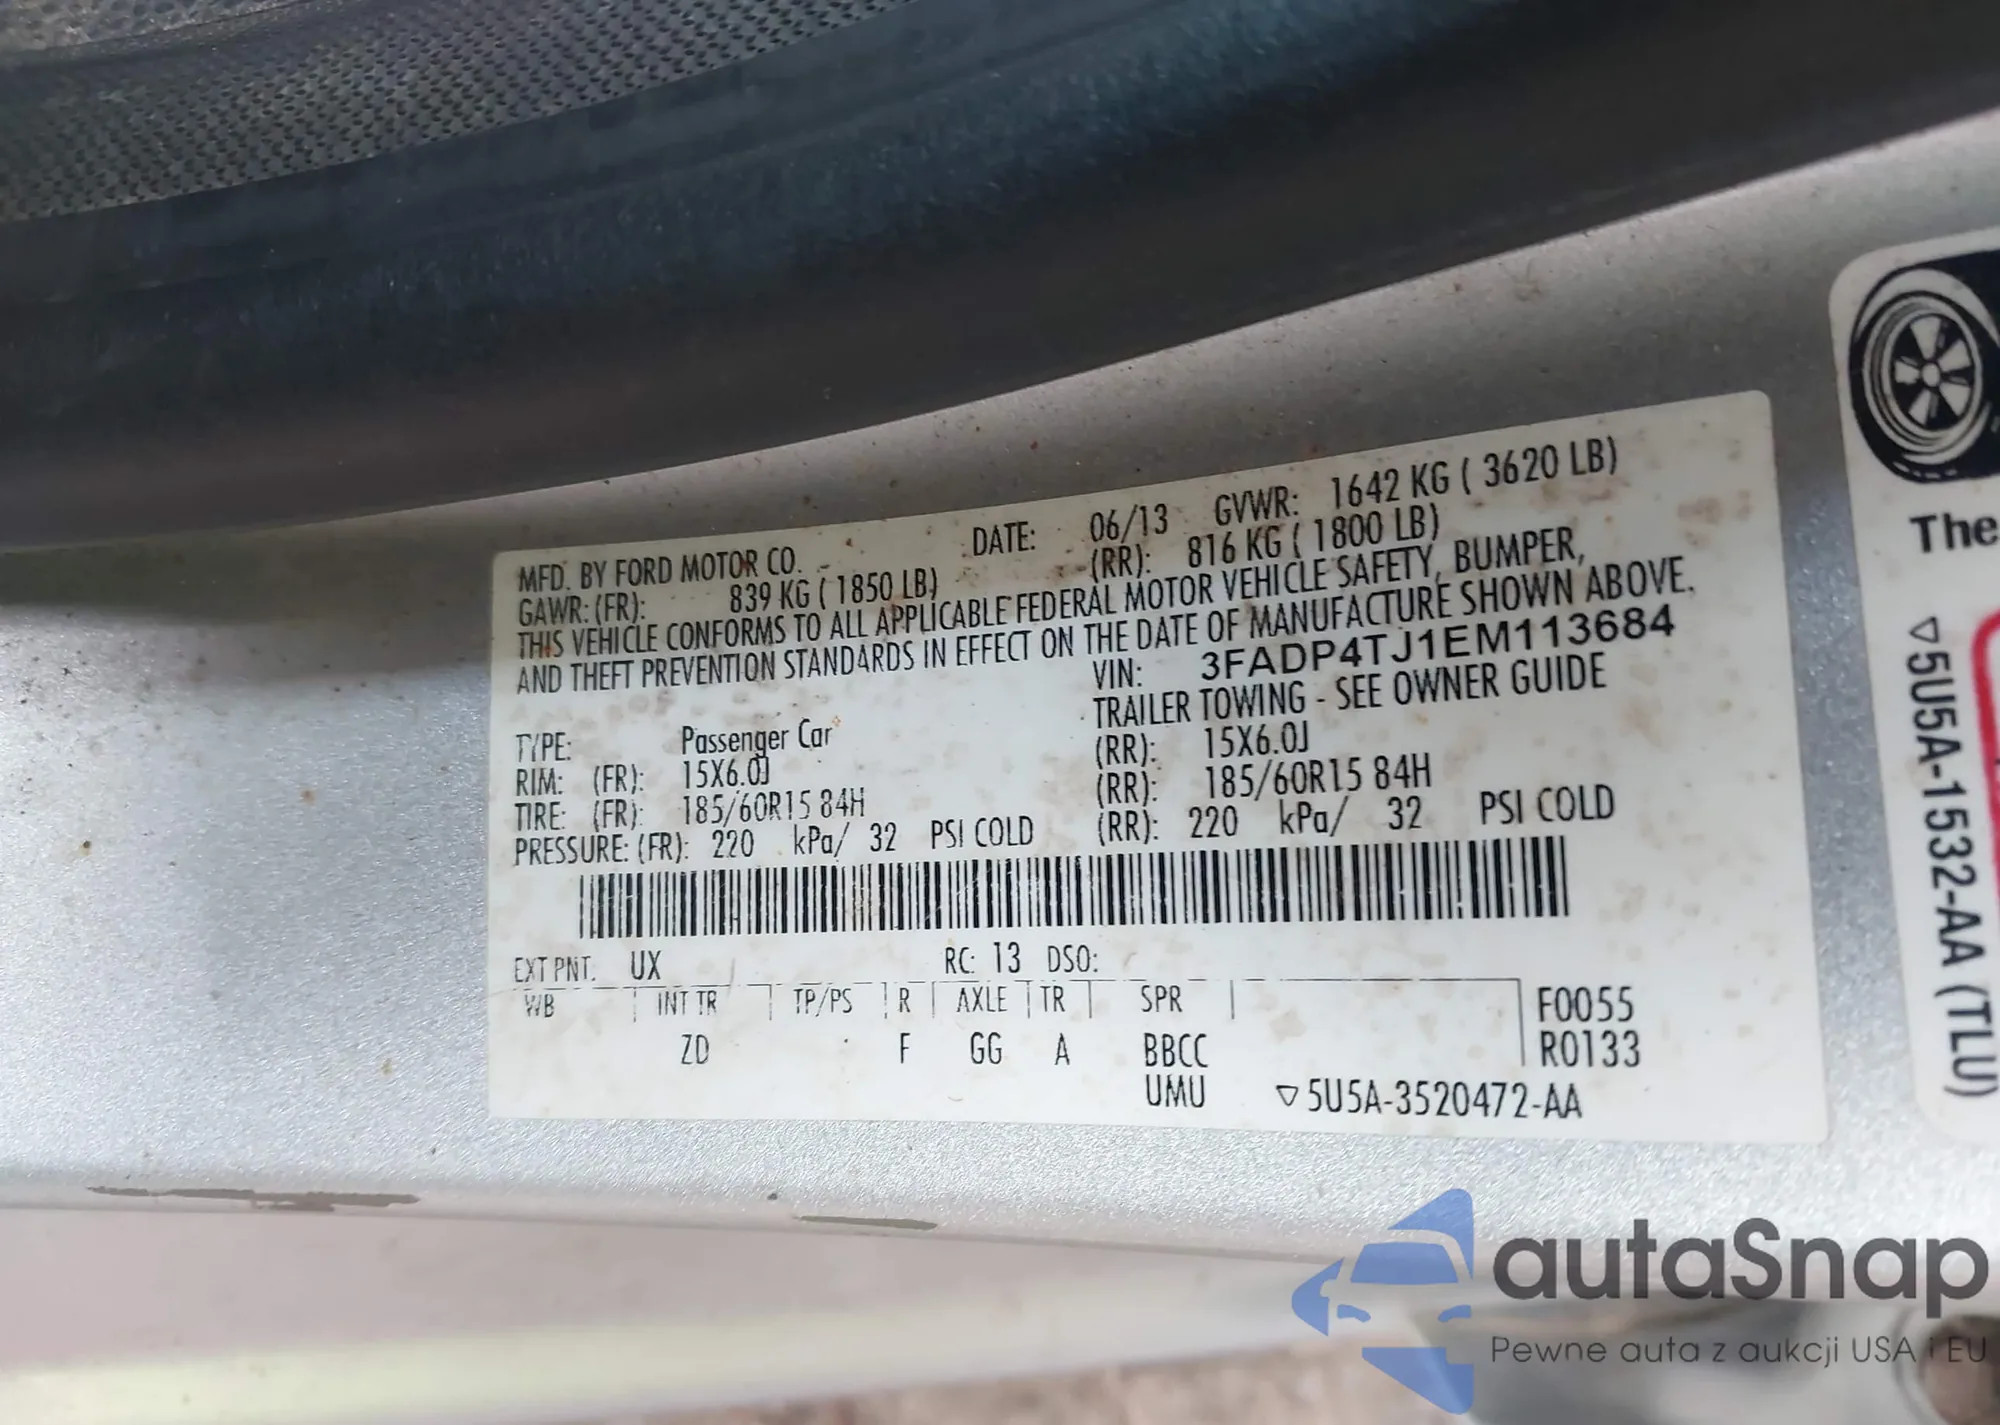 MFD. BY FORD MOTOR CO. DATE: 06/13 GVWR: 1642 KG ( 3620 LB)
GAWR: (FR): 839 KG ( 1850 LB) (RR): 816 KG ( 1800 LB)
THIS VEHICLE CONFORMS TO ALL APPLICABLE FEDERAL MOTOR VEHICLE SAFETY, BUMPER,
AND THEFT PREVENTION STANDARDS IN EFFECT ON THE DATE OF MANUFACTURE SHOWN ABOVE.
VIN: 3FADP4TJ1EM113684
TRAILER TOWING - SEE OWNER GUIDE
TYPE: Passenger Car
RIM: (FR): 15X6.0J (RR): 15X6.0J
TIRE: (FR): 185/60R15 84H (RR): 185/60R15 84H
PRESSURE: (FR): 220 kPa/ 32 PSI COLD (RR): 220 kPa/ 32 PSI COLD
EXT PNT: UX RC: 13 DSO:
WB INT TR TP/PS R AXLE TR SPR F0055
ZD F GG A BBCC R0133
UMU ▽5U5A-3520472-AA
The
▽5U5A-1532-AA (TLU)
autaSnap
Pewne auta z aukcji USA i EU